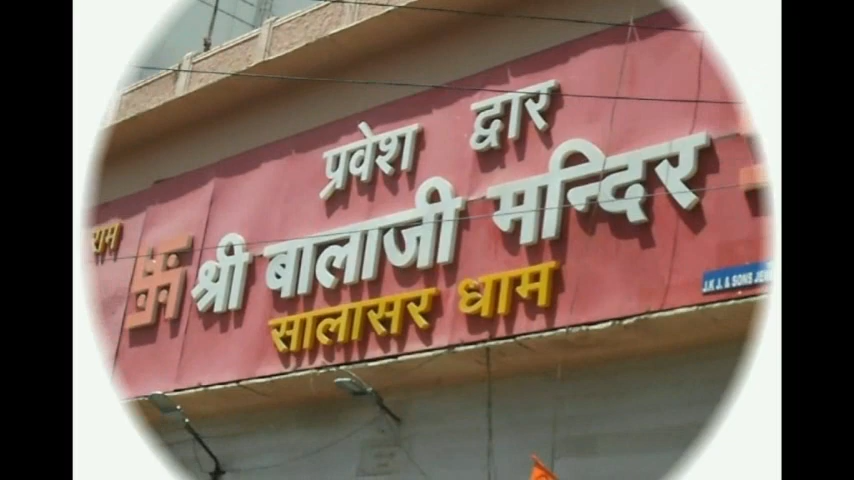 प्रवेश द्वार
राम
श्री बालाजी मन्दिर
सालासर धाम
J.K J. & SONS